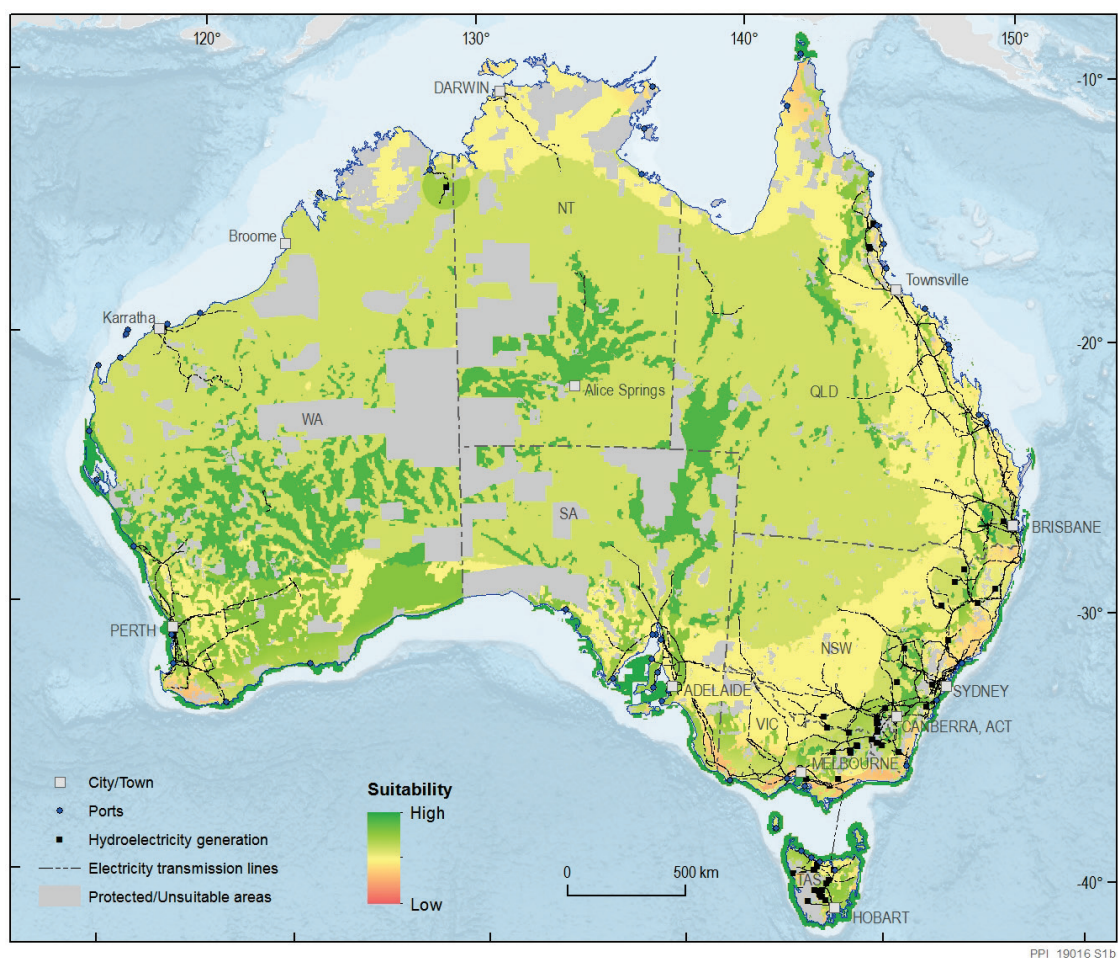 120°
130°
140°
150°
-10°
DARWIN
NT
Broome
Townsville
Karratha
-20°
Alice Springs
QLD
WA
SA
BRISBANE
-30°
PERTH
NSW
ADELAIDE
SYDNEY
VIC
CANBERRA, ACT
MELBOURNE
City/Town
Ports
Hydroelectricity generation
Electricity transmission lines
Protected/Unsuitable areas
Suitability
High
Low
0 500 km
TAS
-40°
HOBART
PPI_19016 S1b